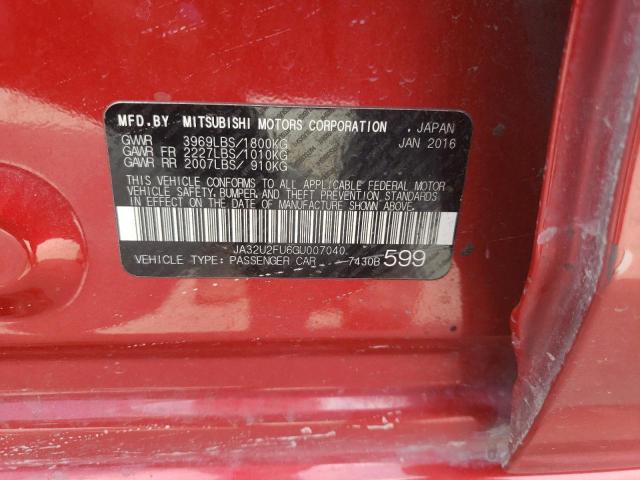 MFD.BY MITSUBISHI MOTORS CORPORATION . JAPAN
GVWR 3969LBS/1800KG JAN 2016
GAWR FR 2227LBS/1010KG
GAWR RR 2007LBS/ 910KG
THIS VEHICLE CONFORMS TO ALL APPLICABLE FEDERAL MOTOR
VEHICLE SAFETY, BUMPER, AND THEFT PREVENTION STANDARDS
IN EFFECT ON THE DATE OF MANUFACTURE SHOWN ABOVE.
JA32U2FU6GU007040
VEHICLE TYPE: PASSENGER CAR 7430B 599